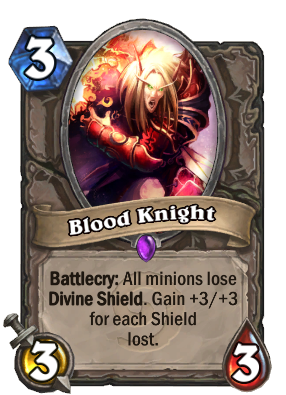 3
Blood Knight
Battlecry: All minions lose
Divine Shield. Gain +3/+3
for each Shield
lost.
3 3